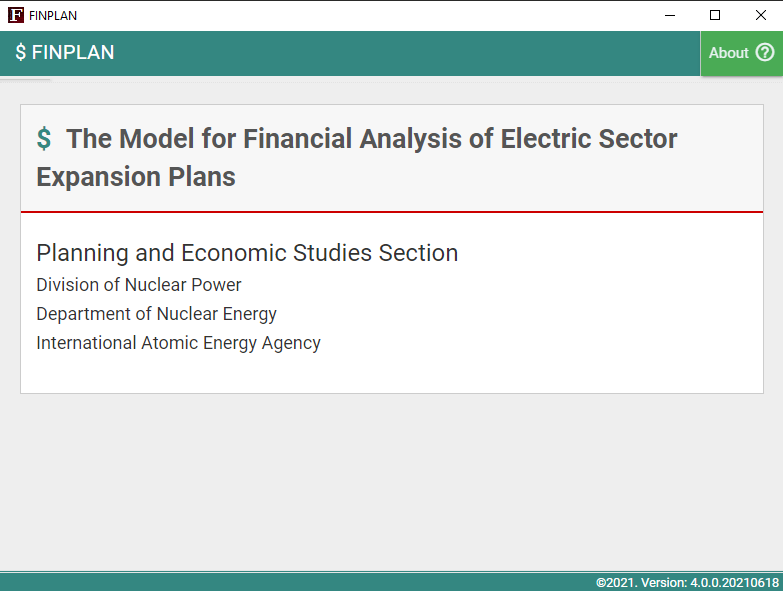 FINPLAN
$ FINPLAN
About ?
$ The Model for Financial Analysis of Electric Sector
Expansion Plans
Planning and Economic Studies Section
Division of Nuclear Power
Department of Nuclear Energy
International Atomic Energy Agency
©2021. Version: 4.0.0.20210618